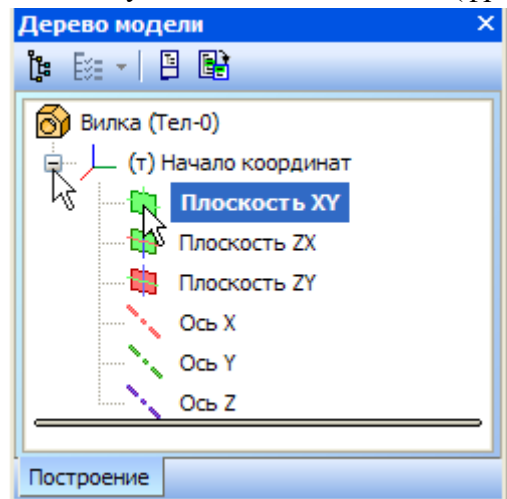 Дерево модели
Вилка (Тел-0)
(т) Начало координат
Плоскость XY
Плоскость ZX
Плоскость ZY
Ось X
Ось Y
Ось Z
Построение